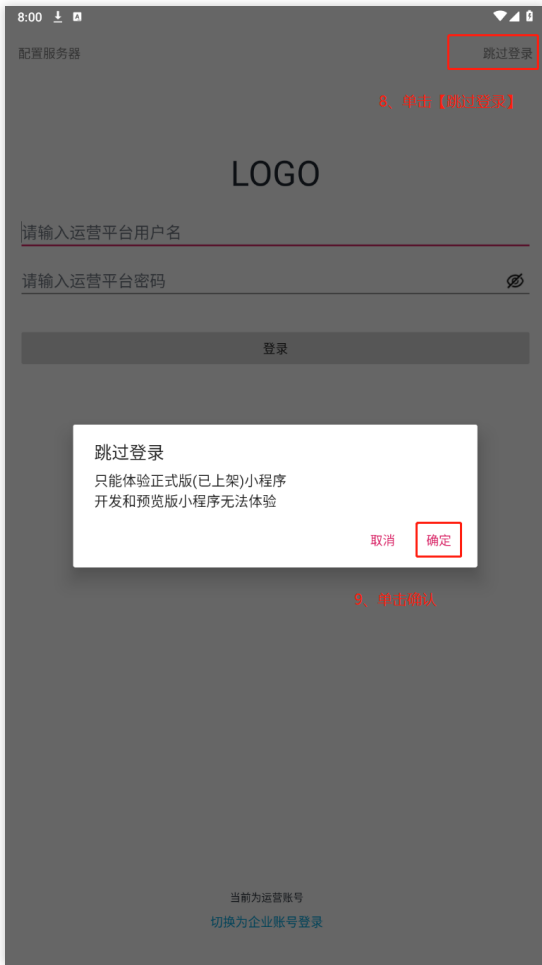 8:00
配置服务器
跳过登录
8、单击【跳过登录】
LOGO
请输入运营平台用户名
请输入运营平台密码
登录
跳过登录
只能体验正式版(已上架)小程序
开发和预览版小程序无法体验
取消
确定
9、单击确认
当前为运营账号
切换为企业账号登录